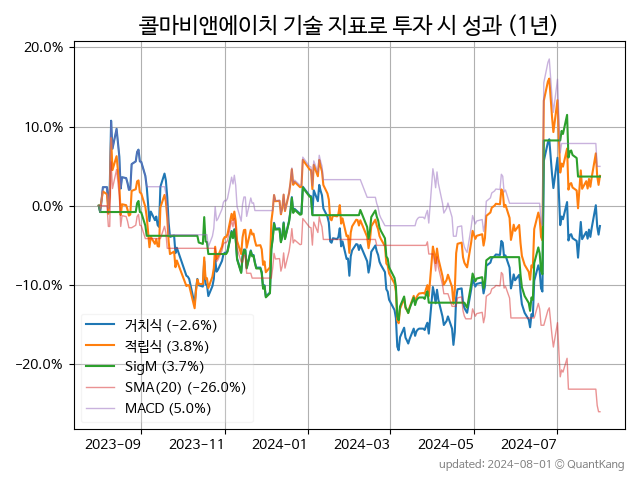 콜마비앤에이치 기술 지표로 투자 시 성과 (1년)
20.0%
10.0%
0.0%
−10.0%
−20.0%
거치식 (−2.6%)
적립식 (3.8%)
SigM (3.7%)
SMA(20) (−26.0%)
MACD (5.0%)
2023-09 2023-11 2024-01 2024-03 2024-05 2024-07
updated: 2024-08-01 © QuantKang